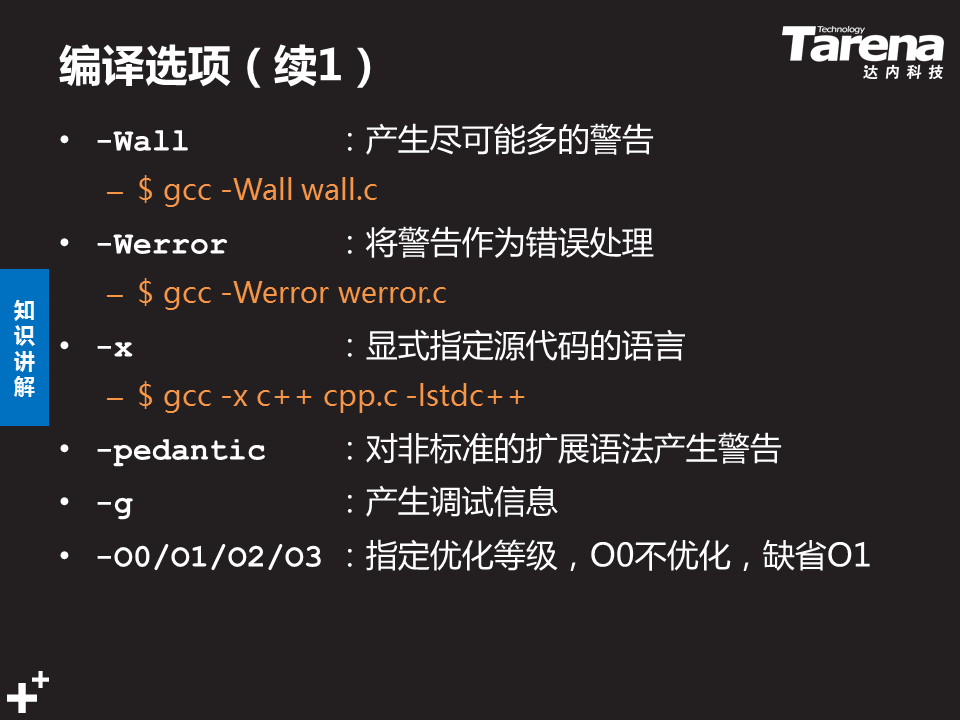 编译选项（续1）
Technology
Tarena
达内科技
• -Wall ：产生尽可能多的警告
– $ gcc -Wall wall.c
• -Werror ：将警告作为错误处理
– $ gcc -Werror werror.c
• -x ：显式指定源代码的语言
– $ gcc -x c++ cpp.c -lstdc++
• -pedantic ：对非标准的扩展语法产生警告
• -g ：产生调试信息
• -O0/O1/O2/O3 ：指定优化等级，O0不优化，缺省O1
知识讲解